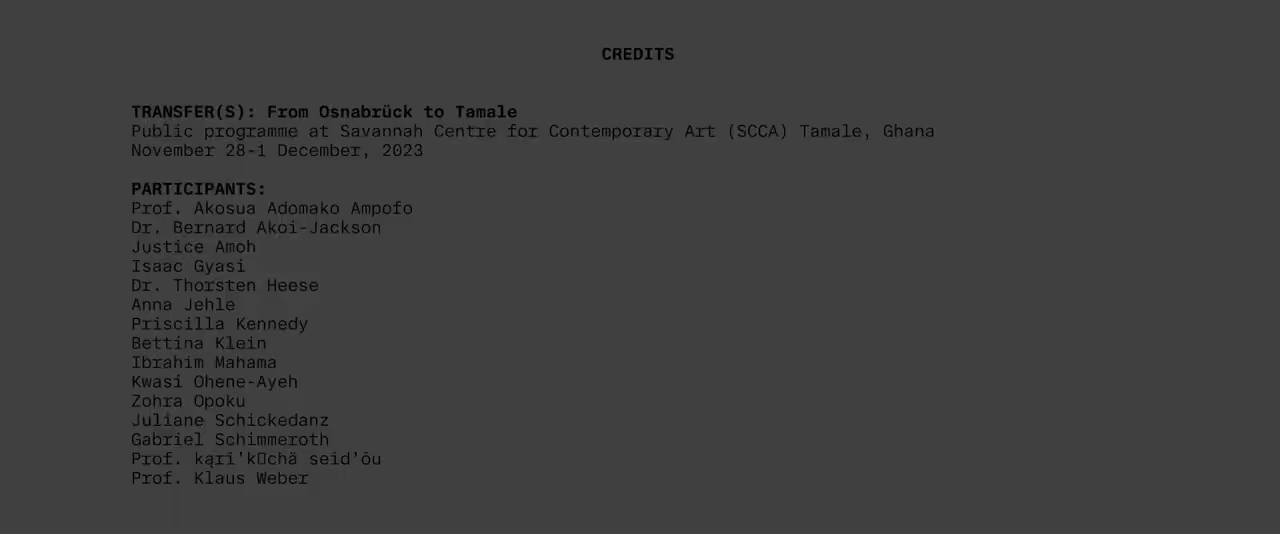 CREDITS
TRANSFER(S): From Osnabrück to Tamale
Public programme at Savannah Centre for Contemporary Art (SCCA) Tamale, Ghana
November 28-1 December, 2023
PARTICIPANTS:
Prof. Akosua Adomako Ampofo
Dr. Bernard Akoi-Jackson
Justice Amoh
Isaac Gyasi
Dr. Thorsten Heese
Anna Jehle
Priscilla Kennedy
Bettina Klein
Ibrahim Mahama
Kwasi Ohene-Ayeh
Zohra Opoku
Juliane Schickedanz
Gabriel Schimmeroth
Prof. seid'ōu
Prof. Klaus Weber